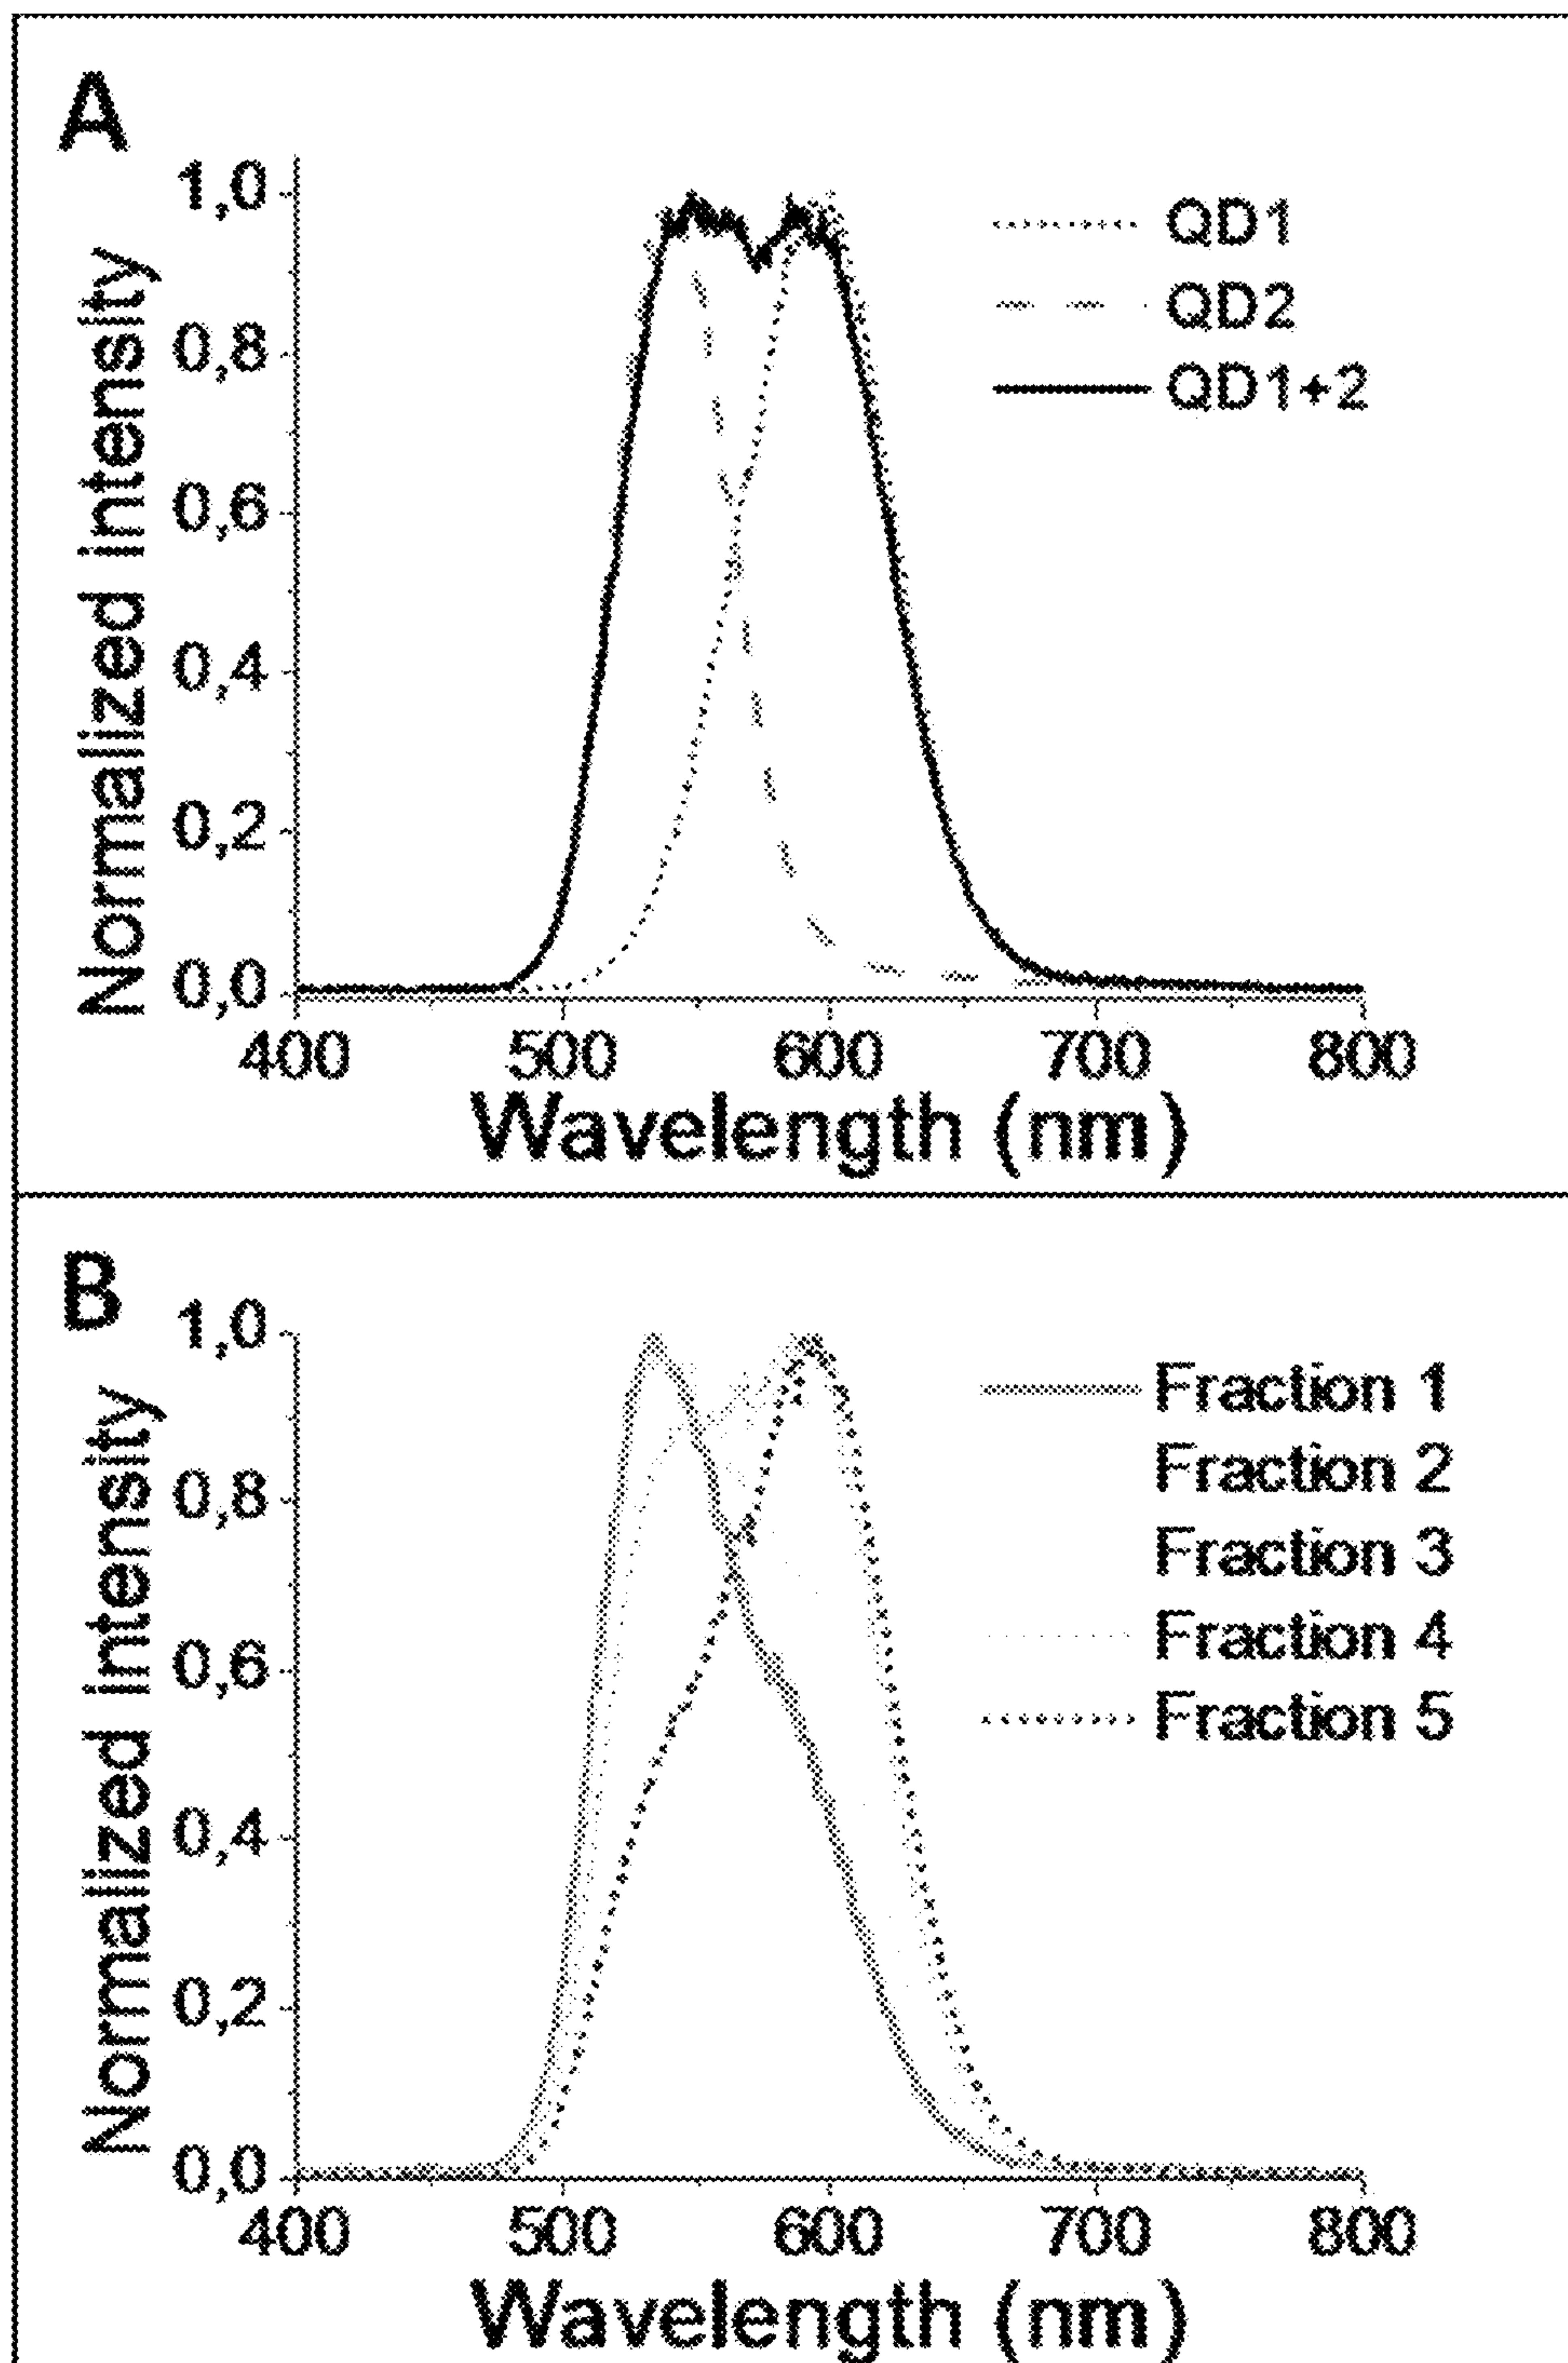 A
1,0
0,8
0,6
0,4
0,2
0,0
Normalized Intensity
QD1
QD2
QD1+2
400 500 600 700 800
Wavelength (nm)
B
1,0
0,8
0,6
0,4
0,2
0,0
Normalized Intensity
Fraction 1
Fraction 2
Fraction 3
Fraction 4
Fraction 5
400 500 600 700 800
Wavelength (nm)